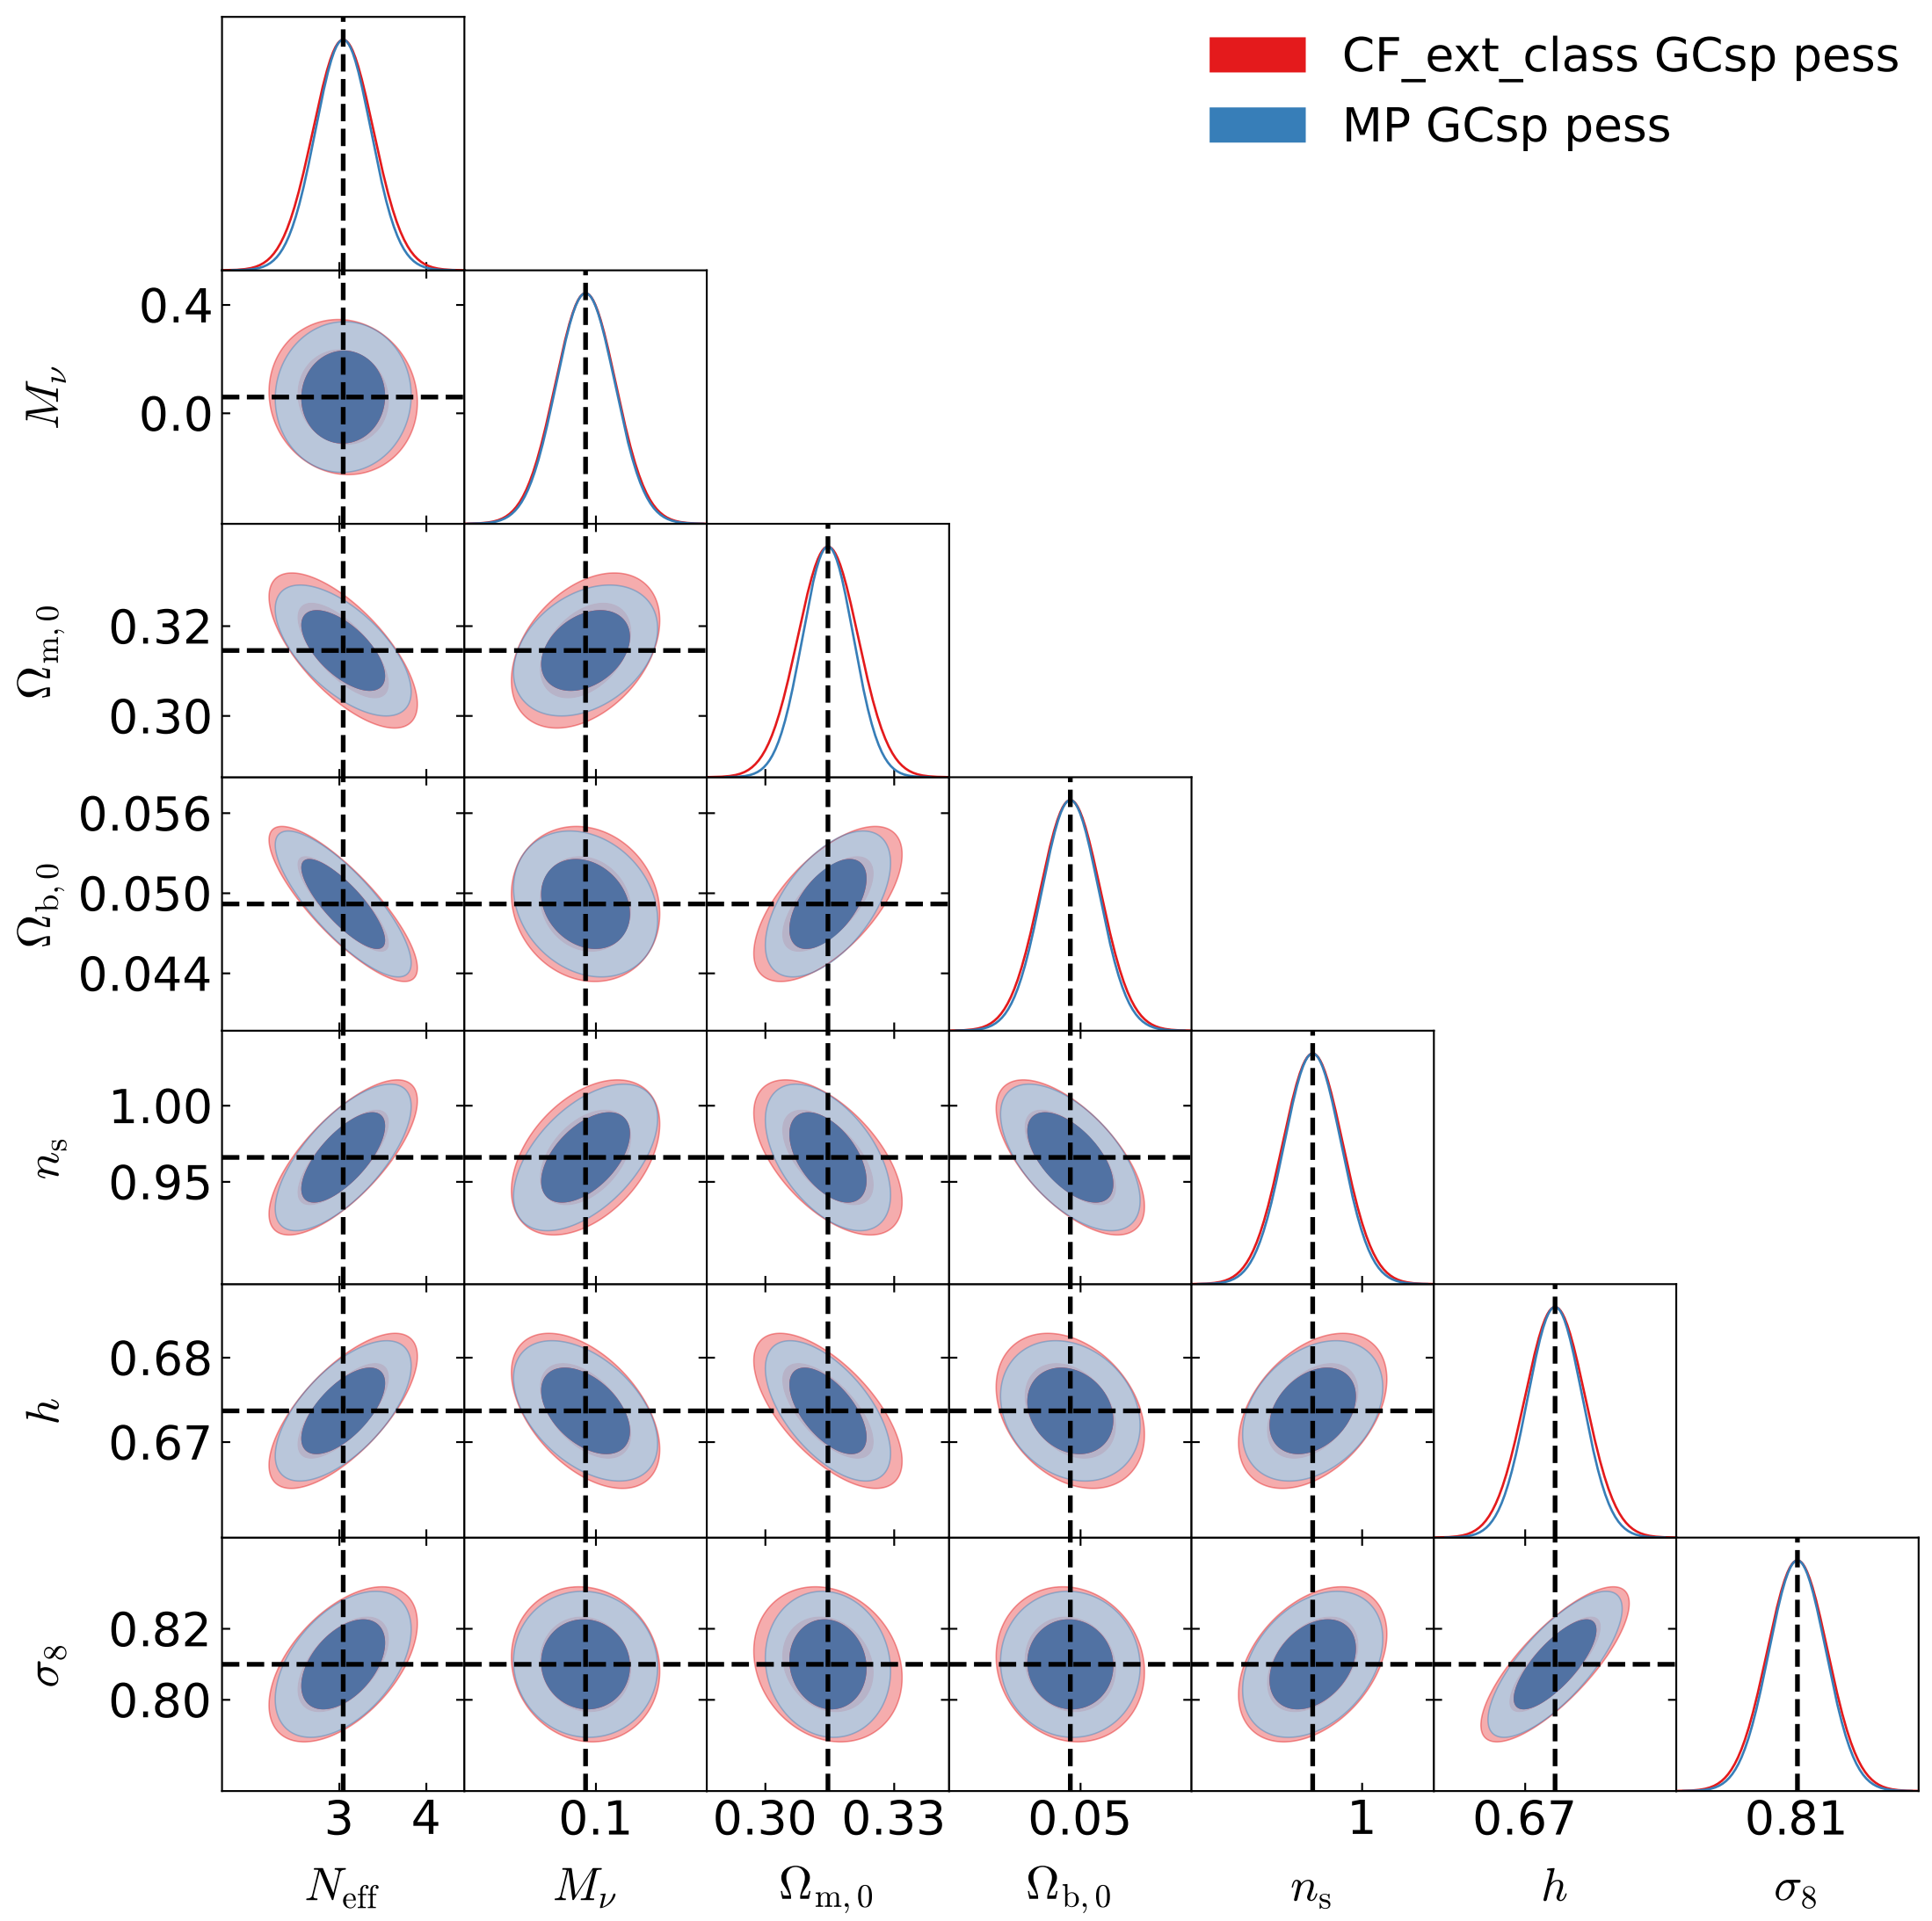 CF_ext_class GCsp pess
MP GCsp pess
0.4
0.0
M_ν
0.32
0.30
Ω_m,0
0.056
0.050
0.044
Ω_b,0
1.00
0.95
n_s
0.68
0.67
h
0.82
0.80
σ_8
3 4 0.1 0.30 0.33 0.05 1 0.67 0.81
N_eff M_ν Ω_m,0 Ω_b,0 n_s h σ_8